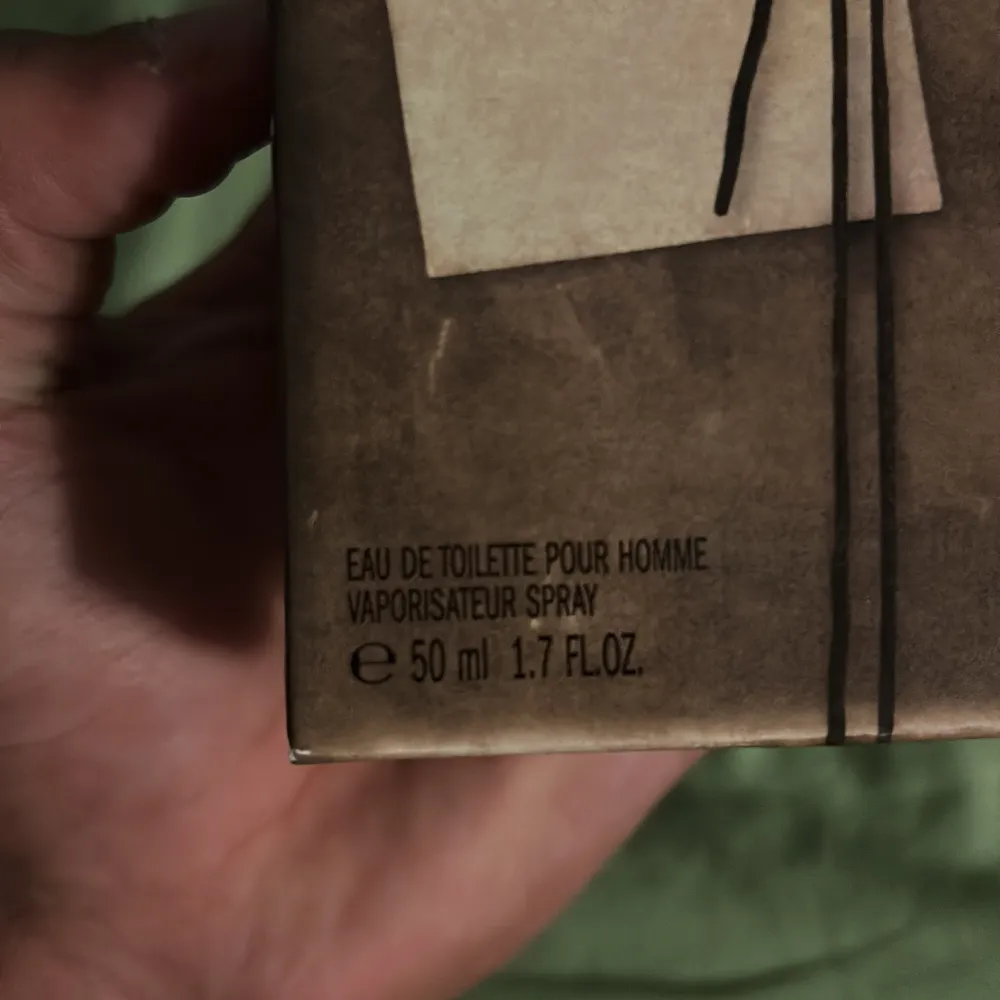 EAU DE TOILETTE POUR HOMME
VAPORISATEUR SPRAY
℮ 50 ml 1.7 FL.OZ.